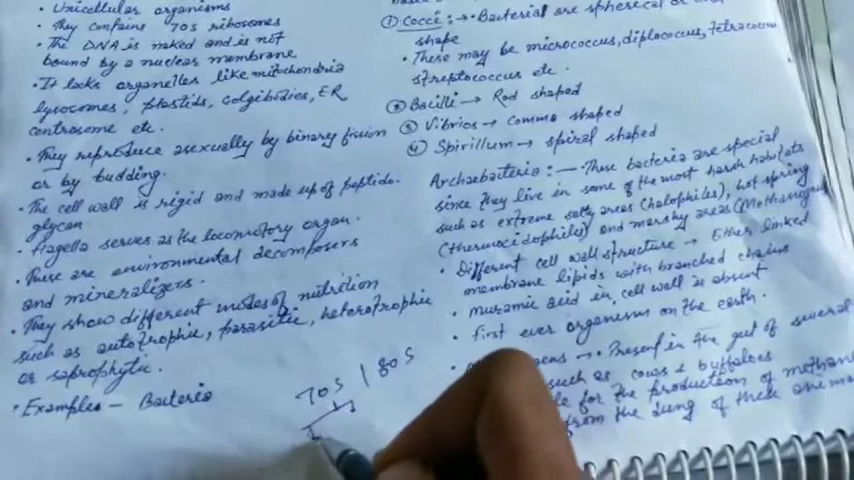 • Unicellular organisms
• They contains 70s ribosomes
• The DNA is naked and is not
bound by a nuclear membrane
• It lacks organelles like mitochondria
lysocomes, plastids, golgibodies, ER
centrosome etc.
• They reproduce asexually by binary fission
or by budding.
• The cell wall is rigid and made up of peptido-
glycan
• flagella serves as the locomotory organ.
• These are environmental decomposers
and mineralizers.
• They show different modes of nutrition
such as autotrophic, parasitic, heterotrophic
or saprophytic.
• Examples - Bacteria
70s | 80s
① Cocci :→ • Bacterial are spherical or
shape
• There may be micrococcus, diplococcus, tetracoccus,
streptococcus etc.
② Bacilli → Rod shaped
③ Vibrios → Comma shaped
④ Spirillum → spiral shaped
Archaebacteria : — These bacteria are special
since they live in some of the most harsh habitats
such as extreme salty areas (halophiles), hot spring
(thermocidophiles) and marshy areas (Methanogens
• Different cell wall structure → Ether linked
membrane lipids with branched chains
• muramic acid in cell wall is absent
• first ever organism on the earth.
→ • Present in the gut of several
such as cows & buffaloes
for the production of methane
from the dung of these